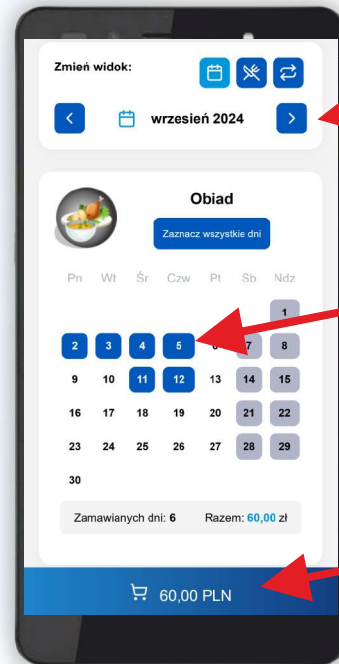 Zmień widok:
wrzesień 2024
Obiad
Zaznacz wszystkie dni
Pn Wt Śr Czw Pt Sb Ndz
1
2 3 4 5 6 7 8
9 10 11 12 13 14 15
16 17 18 19 20 21 22
23 24 25 26 27 28 29
30
Zamawianych dni: 6 Razem: 60,00 zł
60,00 PLN